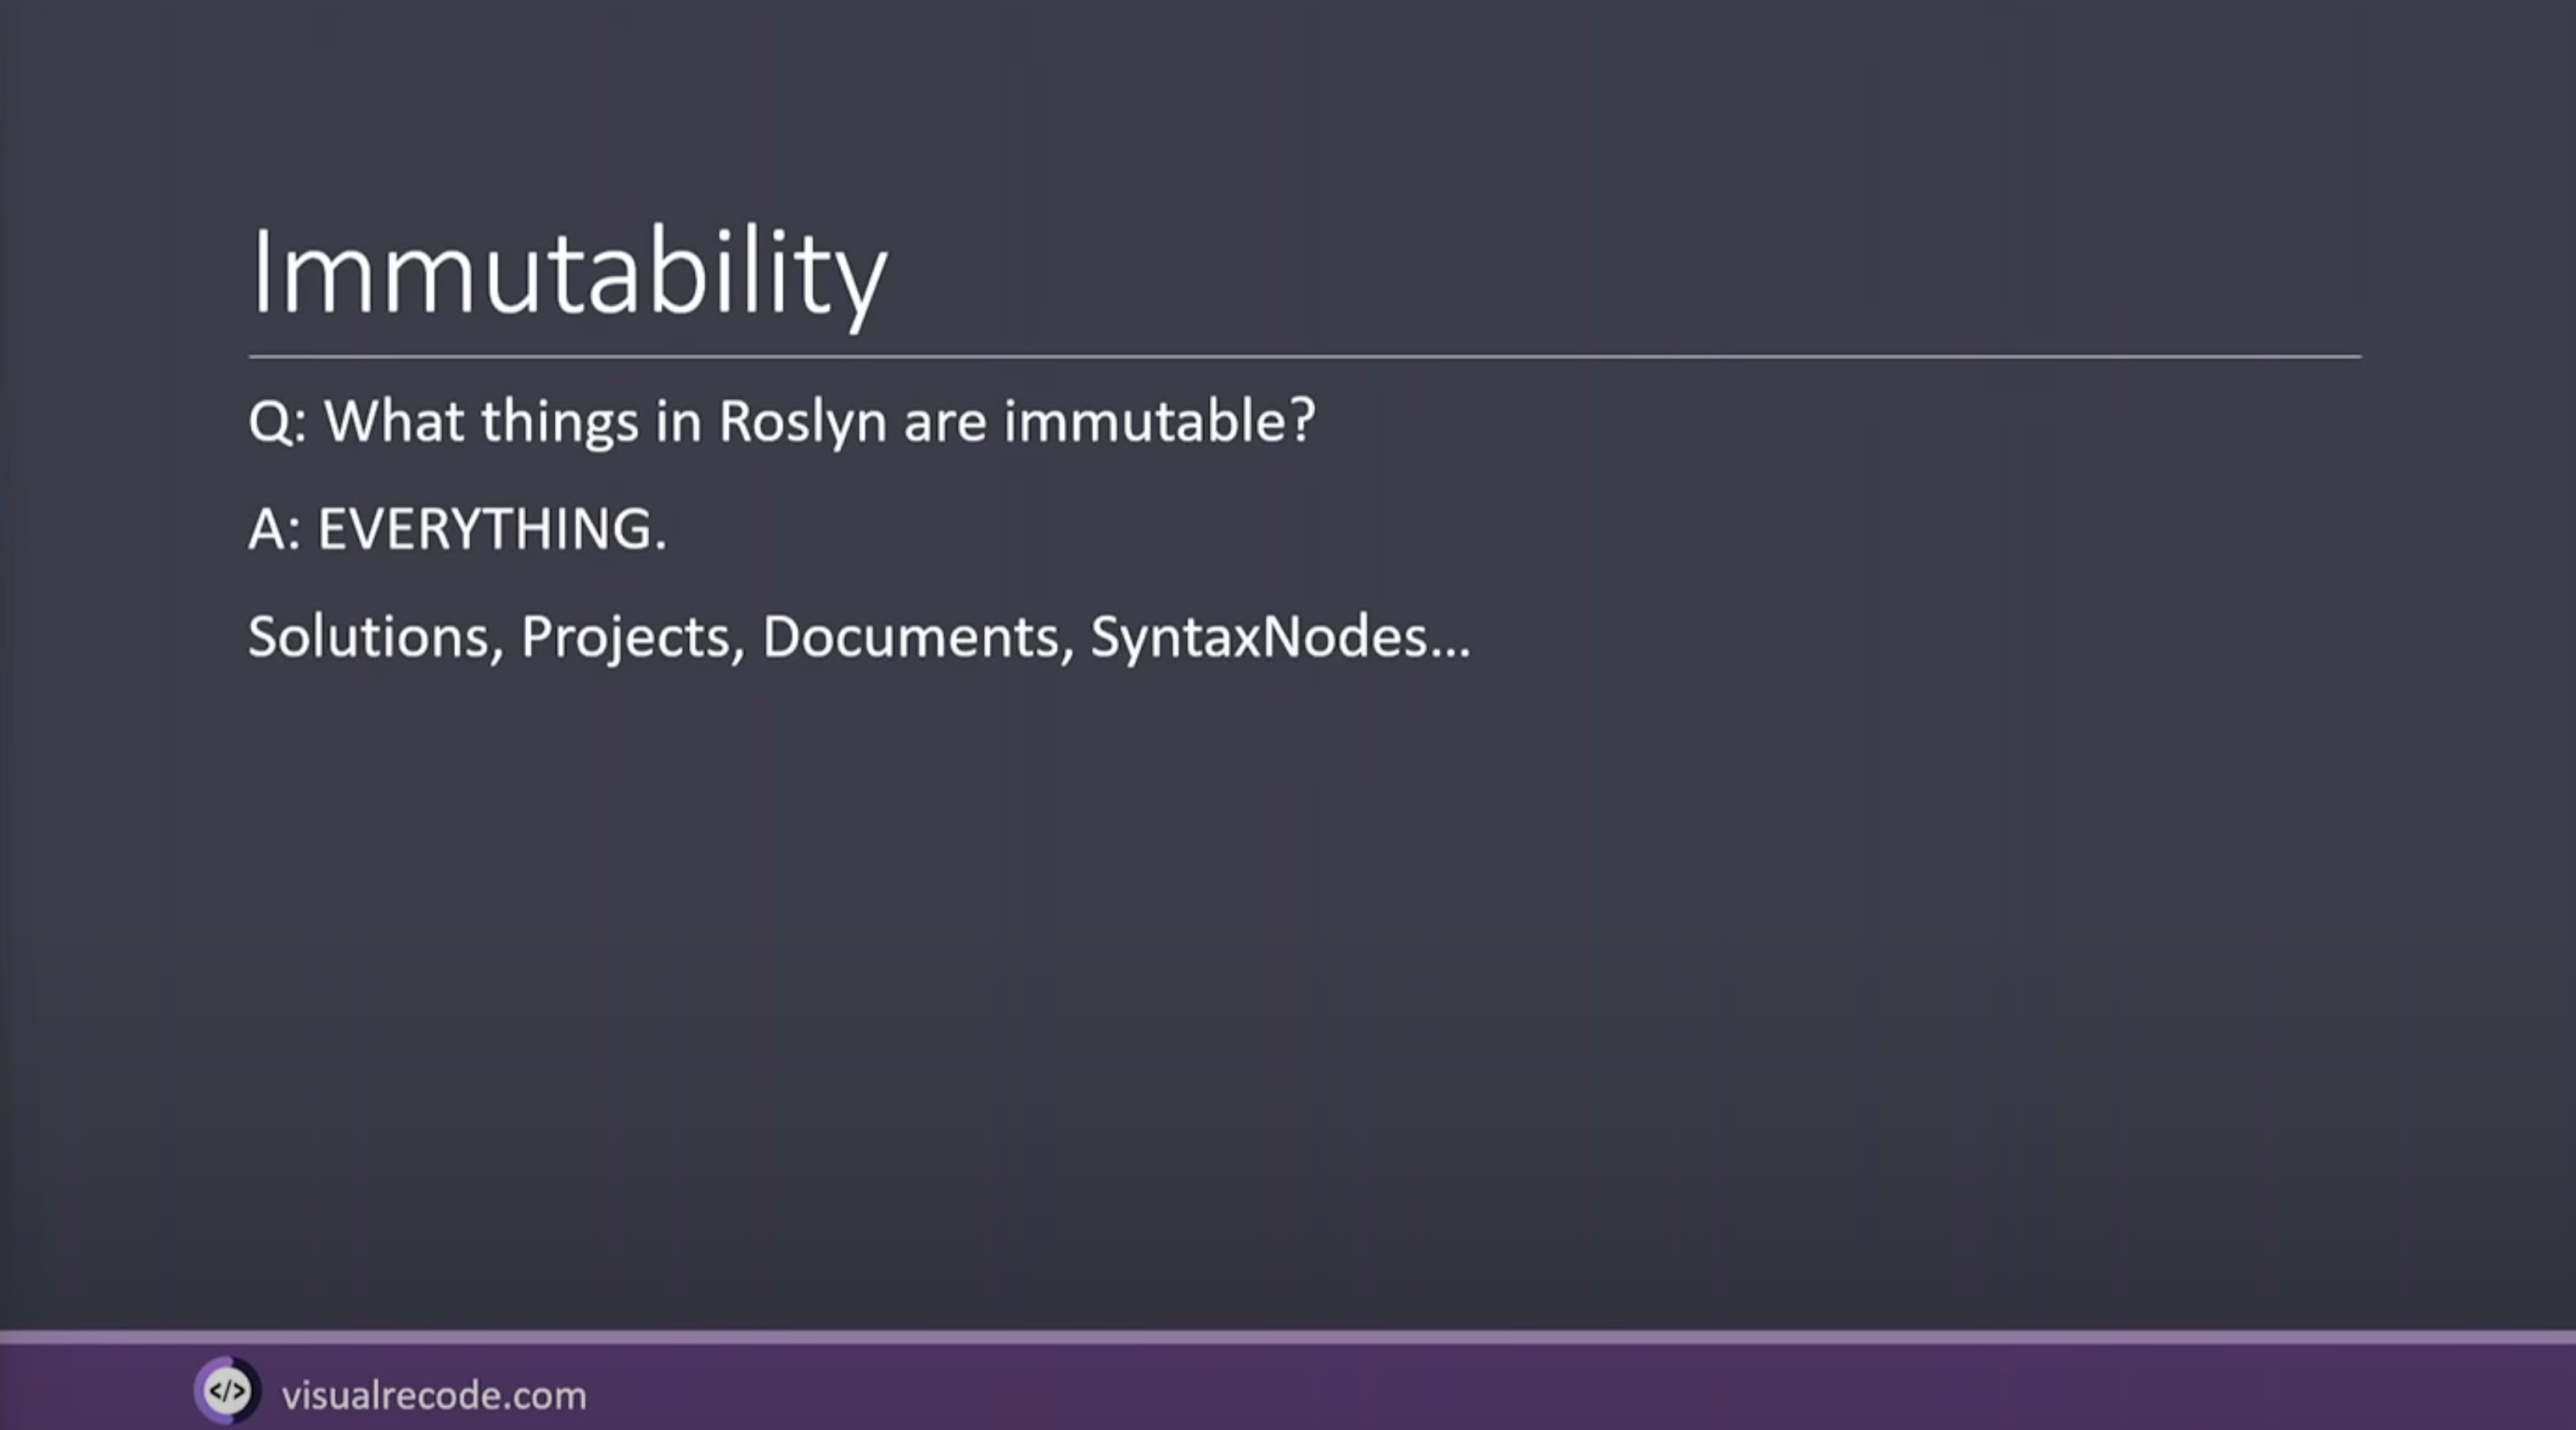 Immutability
Q: What things in Roslyn are immutable?
A: EVERYTHING.
Solutions, Projects, Documents, SyntaxNodes...
</> visualrecode.com